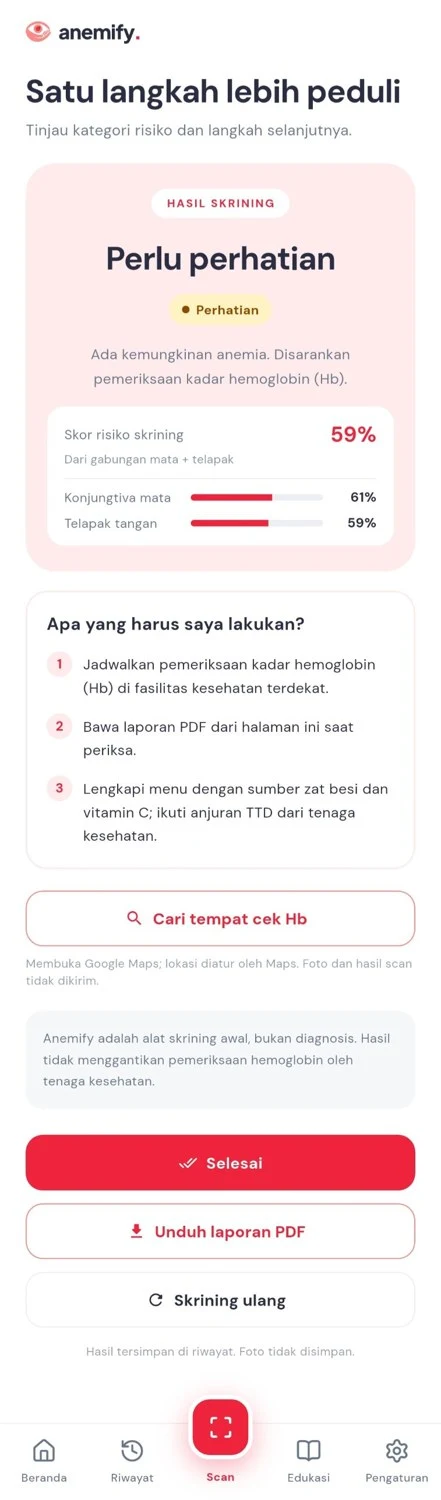 anemify.
Satu langkah lebih peduli
Tinjau kategori risiko dan langkah selanjutnya.
HASIL SKRINING
Perlu perhatian
Perhatian
Ada kemungkinan anemia. Disarankan
pemeriksaan kadar hemoglobin (Hb).
Skor risiko skrining 59%
Dari gabungan mata + telapak
Konjungtiva mata 61%
Telapak tangan 59%
Apa yang harus saya lakukan?
1 Jadwalkan pemeriksaan kadar hemoglobin
(Hb) di fasilitas kesehatan terdekat.
2 Bawa laporan PDF dari halaman ini saat
periksa.
3 Lengkapi menu dengan sumber zat besi dan
vitamin C; ikuti anjuran TTD dari tenaga
kesehatan.
Cari tempat cek Hb
Membuka Google Maps; lokasi diatur oleh Maps. Foto dan hasil scan
tidak dikirim.
Anemify adalah alat skrining awal, bukan diagnosis. Hasil
tidak menggantikan pemeriksaan hemoglobin oleh
tenaga kesehatan.
Selesai
Unduh laporan PDF
Skrining ulang
Hasil tersimpan di riwayat. Foto tidak disimpan.
Beranda Riwayat Scan Edukasi Pengaturan